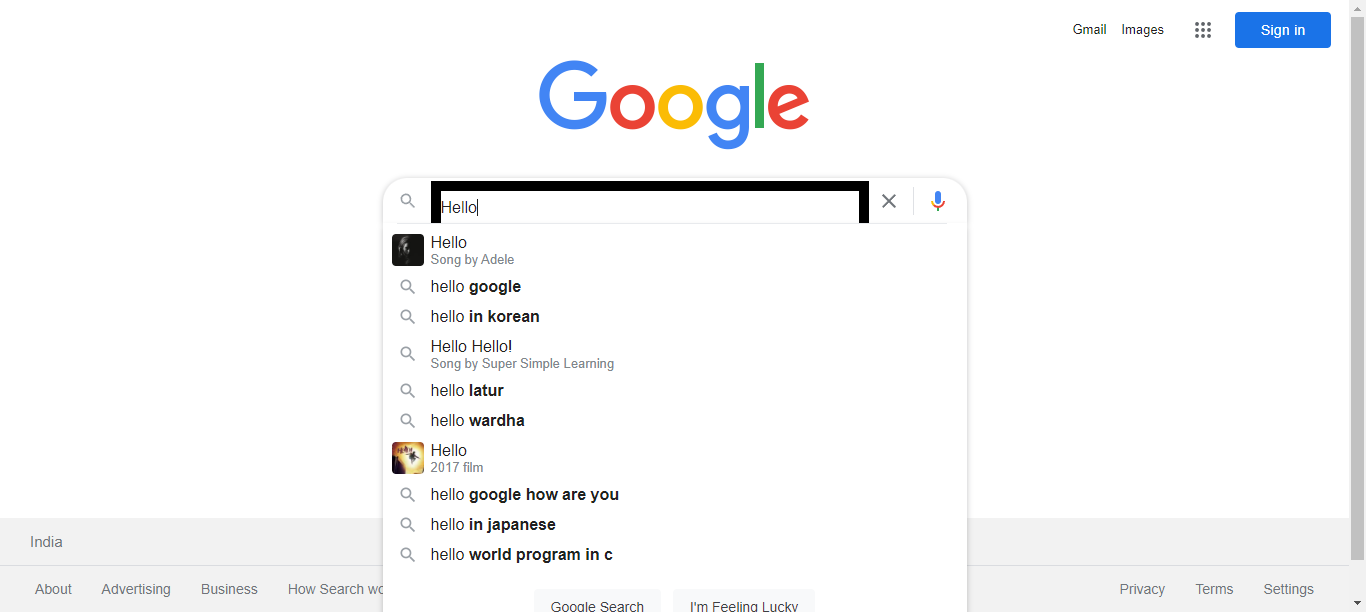 Gmail Images Sign in
Google
Hello
Hello
Song by Adele
hello google
hello in korean
Hello Hello!
Song by Super Simple Learning
hello latur
hello wardha
Hello
2017 film
hello google how are you
hello in japanese
hello world program in c
India
About Advertising Business How Search Privacy Terms Settings
Google Search I'm Feeling Lucky